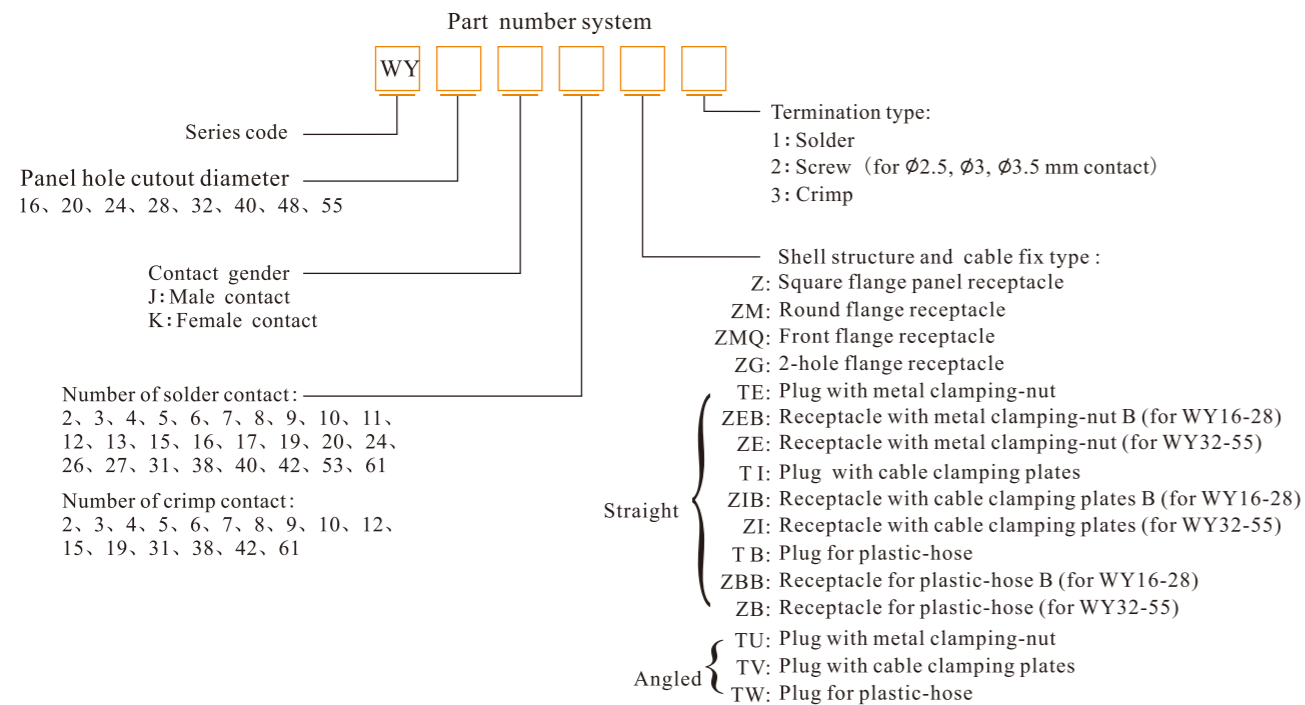 Part number system
WY
Series code
Panel hole cutout diameter
16、20、24、28、32、40、48、55
Contact gender
J:Male contact
K:Female contact
Number of solder contact:
2、3、4、5、6、7、8、9、10、11、
12、13、15、16、17、19、20、24、
26、27、31、38、40、42、53、61
Number of crimp contact:
2、3、4、5、6、7、8、9、10、12、
15、19、31、38、42、61
Termination type:
1:Solder
2:Screw (for Ø2.5, Ø3, Ø3.5 mm contact)
3:Crimp
Shell structure and cable fix type :
Z: Square flange panel receptacle
ZM: Round flange receptacle
ZMQ: Front flange receptacle
ZG: 2-hole flange receptacle
Straight
TE: Plug with metal clamping-nut
ZEB: Receptacle with metal clamping-nut B (for WY16-28)
ZE: Receptacle with metal clamping-nut (for WY32-55)
T I: Plug with cable clamping plates
ZIB: Receptacle with cable clamping plates B (for WY16-28)
ZI: Receptacle with cable clamping plates (for WY32-55)
T B: Plug for plastic-hose
ZBB: Receptacle for plastic-hose B (for WY16-28)
ZB: Receptacle for plastic-hose (for WY32-55)
Angled
TU: Plug with metal clamping-nut
TV: Plug with cable clamping plates
TW: Plug for plastic-hose